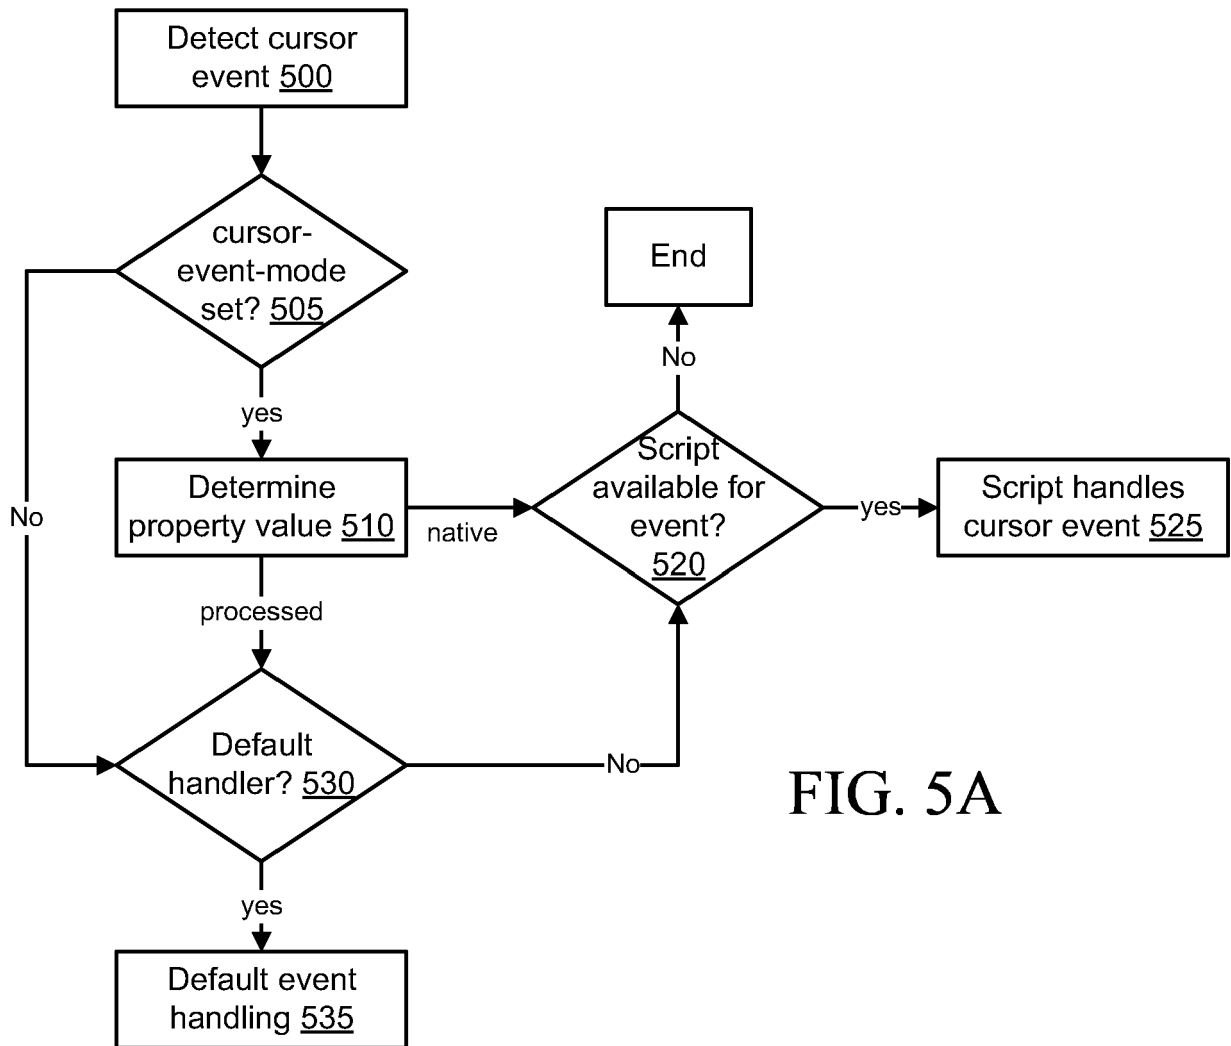 Detect cursor
event 500
cursor-
event-mode
set? 505
End
No
yes
Script
available for
event?
520
Determine
property value 510
native
yes
Script handles
cursor event 525
No
processed
Default
handler? 530
No
FIG. 5A
yes
Default event
handling 535